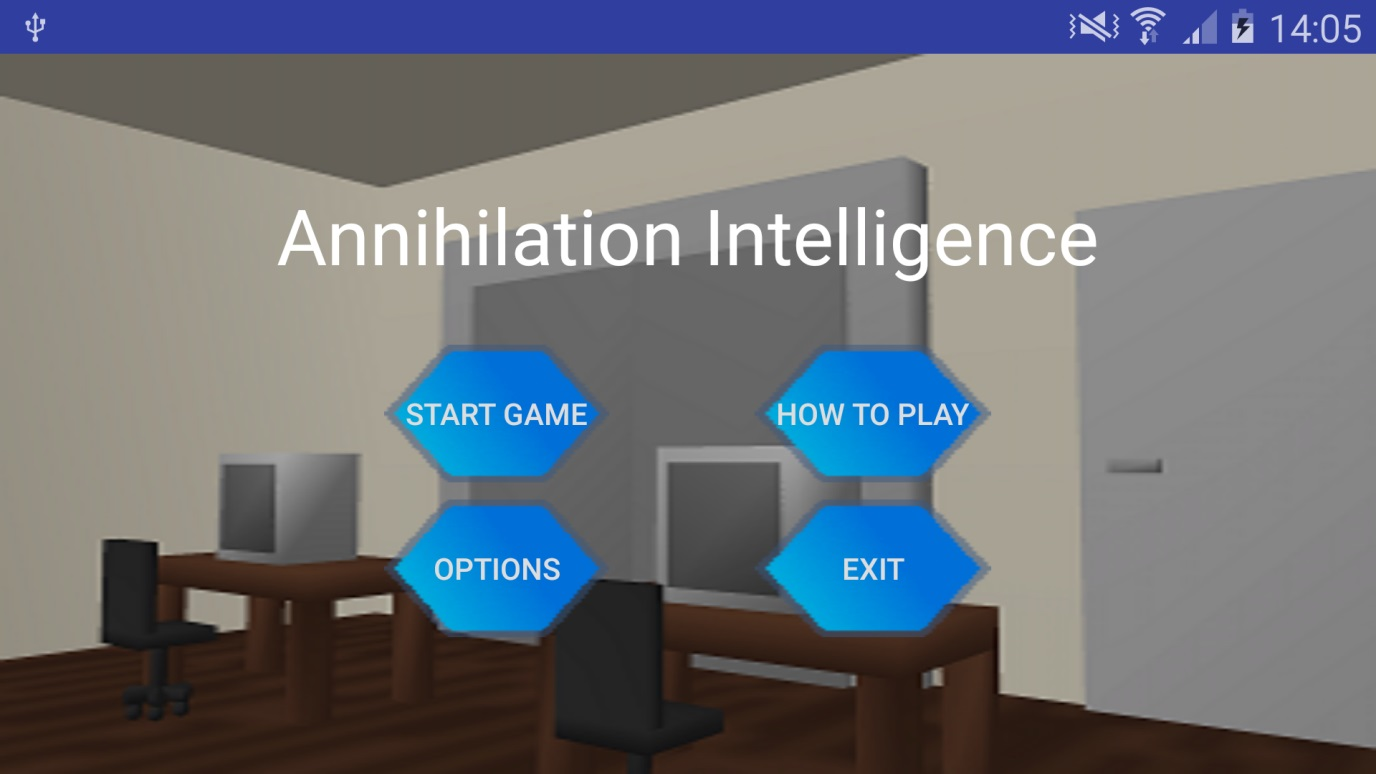 14:05
Annihilation Intelligence
START GAME
HOW TO PLAY
OPTIONS
EXIT